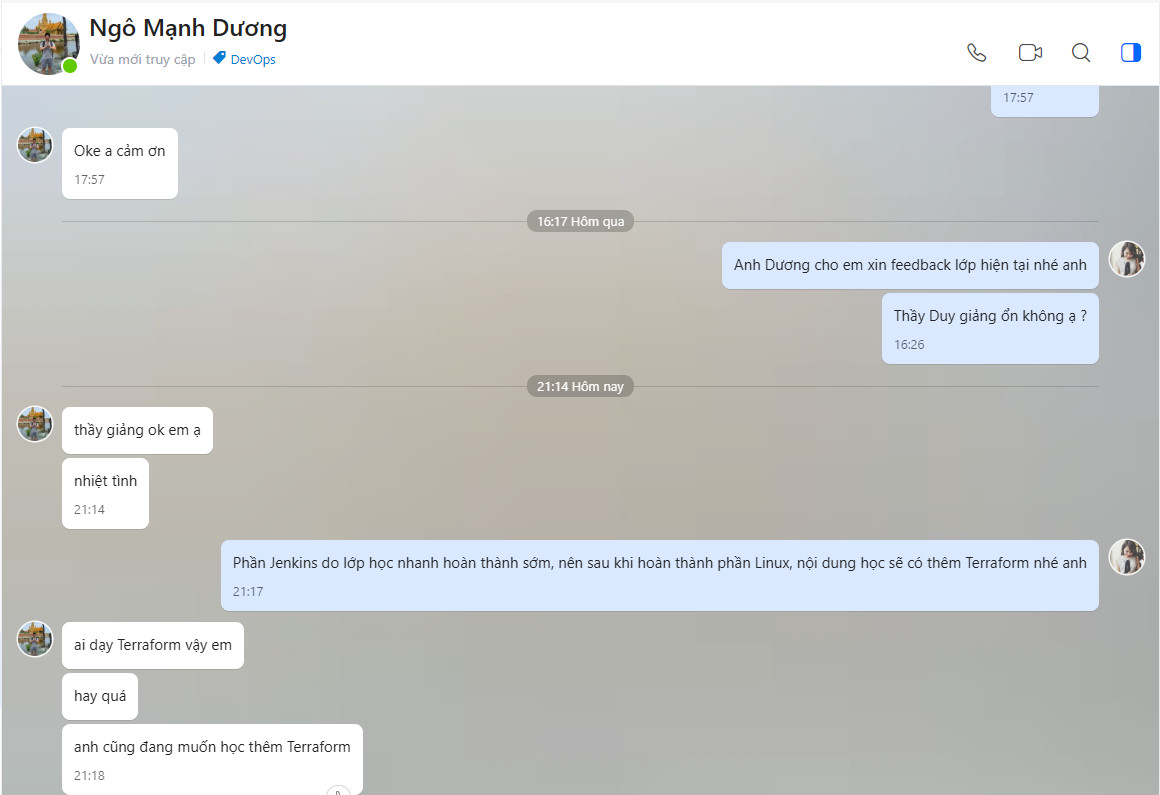 Ngô Mạnh Dương
Vừa mới truy cập
DevOps
17:57
Oke a cảm ơn
17:57
16:17 Hôm qua
Anh Dương cho em xin feedback lớp hiện tại nhé anh
Thầy Duy giảng ổn không ạ ?
16:26
21:14 Hôm nay
thầy giảng ok em ạ
nhiệt tình
21:14
Phần Jenkins do lớp học nhanh hoàn thành sớm, nên sau khi hoàn thành phần Linux, nội dung học sẽ có thêm Terraform nhé anh
21:17
ai dạy Terraform vậy em
hay quá
anh cũng đang muốn học thêm Terraform
21:18